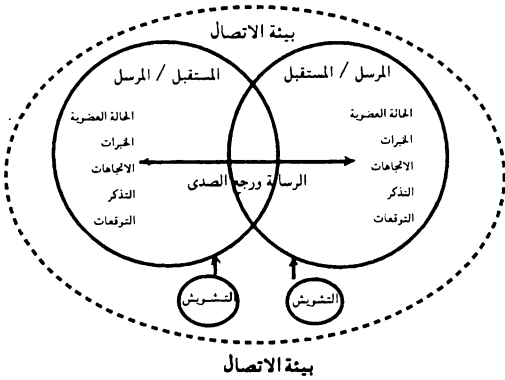 بيئة الاتصال
المرسل / المستقبل
المستقبل / المرسل
الحالة العضوية
الخبرات
الاتجاهات
التذكر
التوقعات
الحالة العضوية
الخبرات
الاتجاهات
التذكر
التوقعات
الرسالة ورجع الصدى
التشويش
التشويش
بيئة الاتصال